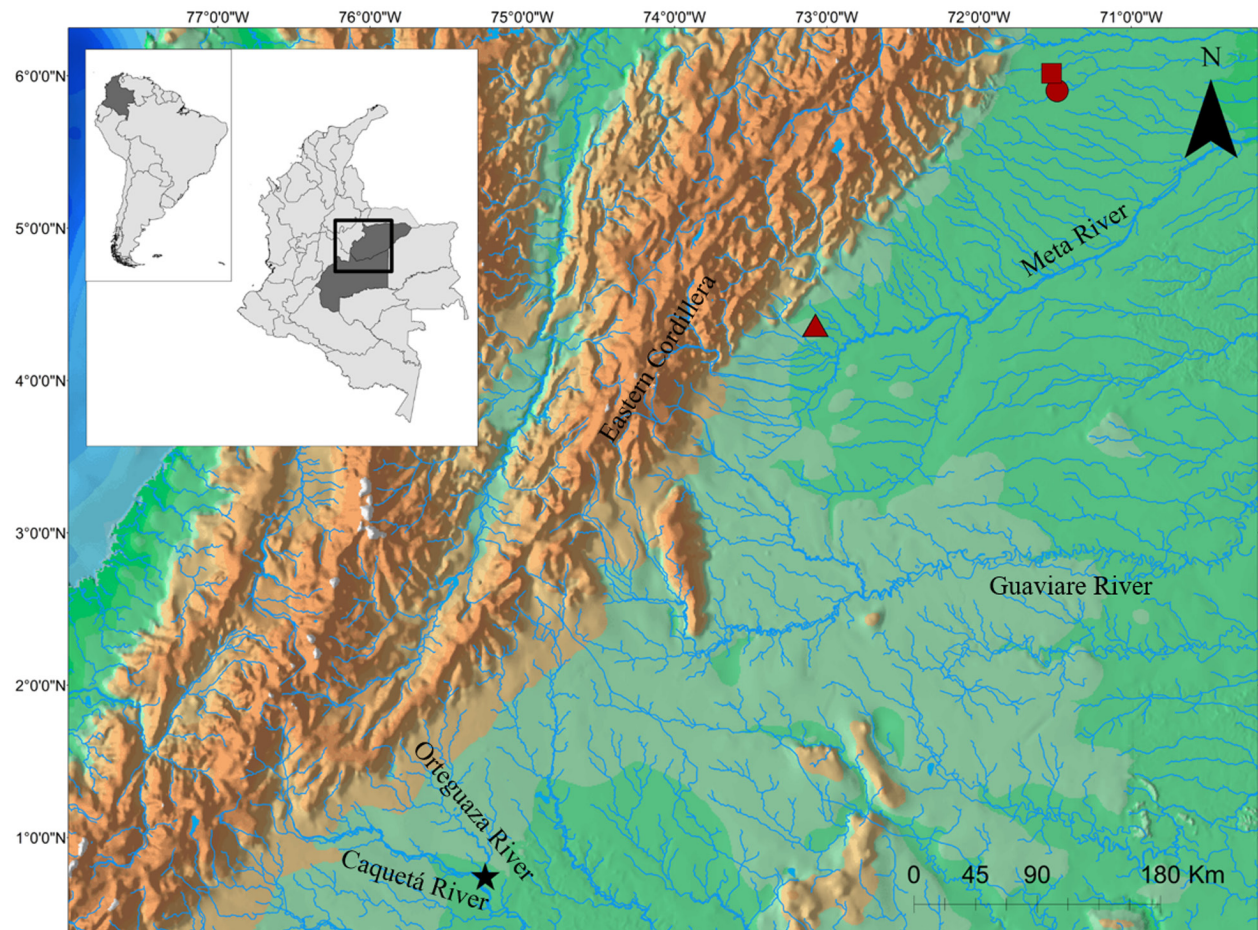 77°0'0"W 76°0'0"W 75°0'0"W 74°0'0"W 73°0'0"W 72°0'0"W 71°0'0"W
6°0'0"N
N
5°0'0"N
Meta River
Eastern Cordillera
4°0'0"N
3°0'0"N
Guaviare River
2°0'0"N
Orteguaza River
1°0'0"N
Caquetá River
0 45 90 180 Km